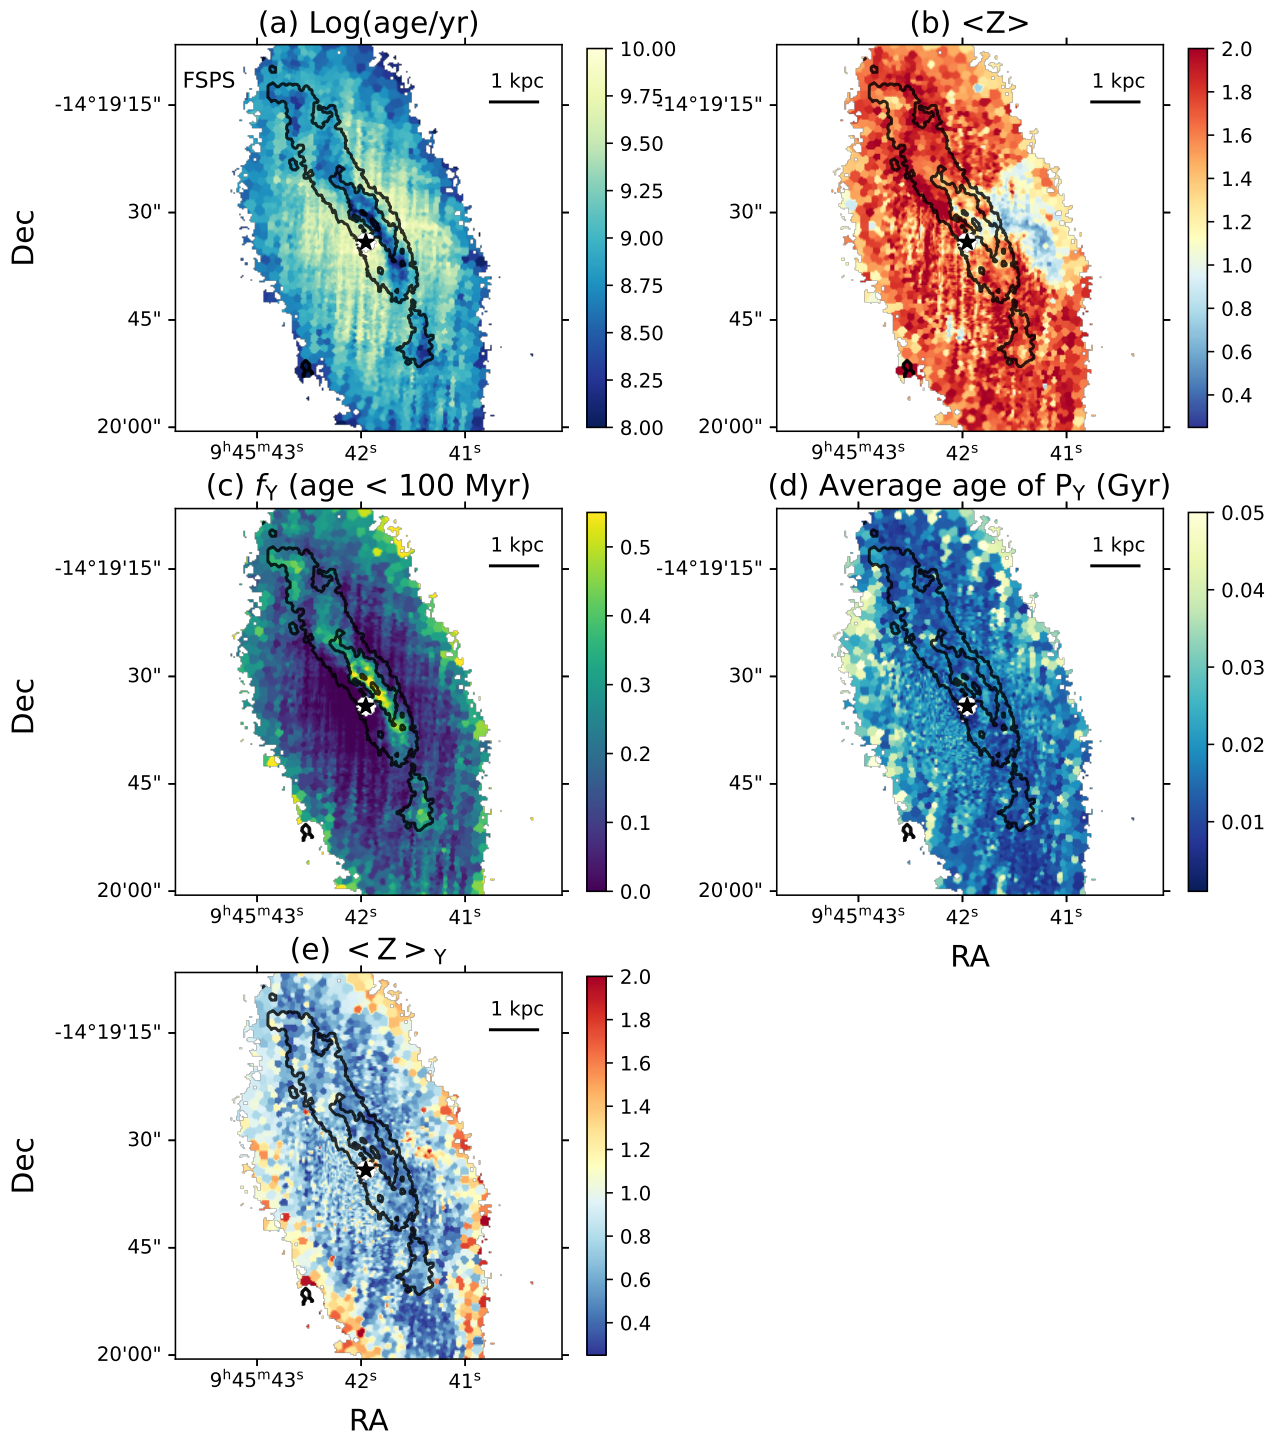 (a) Log(age/yr)
(b) <Z>
FSPS
1 kpc
1 kpc
-14°19'15"
30"
45"
20'00"
Dec
9ʰ45ᵐ43ˢ
42ˢ
41ˢ
10.00
9.75
9.50
9.25
9.00
8.75
8.50
8.25
8.00
-14°19'15"
30"
45"
20'00"
9ʰ45ᵐ43ˢ
42ˢ
41ˢ
2.0
1.8
1.6
1.4
1.2
1.0
0.8
0.6
0.4
(c) f_Y (age < 100 Myr)
(d) Average age of P_Y (Gyr)
1 kpc
1 kpc
-14°19'15"
30"
45"
20'00"
Dec
9ʰ45ᵐ43ˢ
42ˢ
41ˢ
0.5
0.4
0.3
0.2
0.1
0.0
-14°19'15"
30"
45"
20'00"
9ʰ45ᵐ43ˢ
42ˢ
41ˢ
RA
0.05
0.04
0.03
0.02
0.01
(e) <Z>_Y
1 kpc
-14°19'15"
30"
45"
20'00"
Dec
9ʰ45ᵐ43ˢ
42ˢ
41ˢ
RA
2.0
1.8
1.6
1.4
1.2
1.0
0.8
0.6
0.4